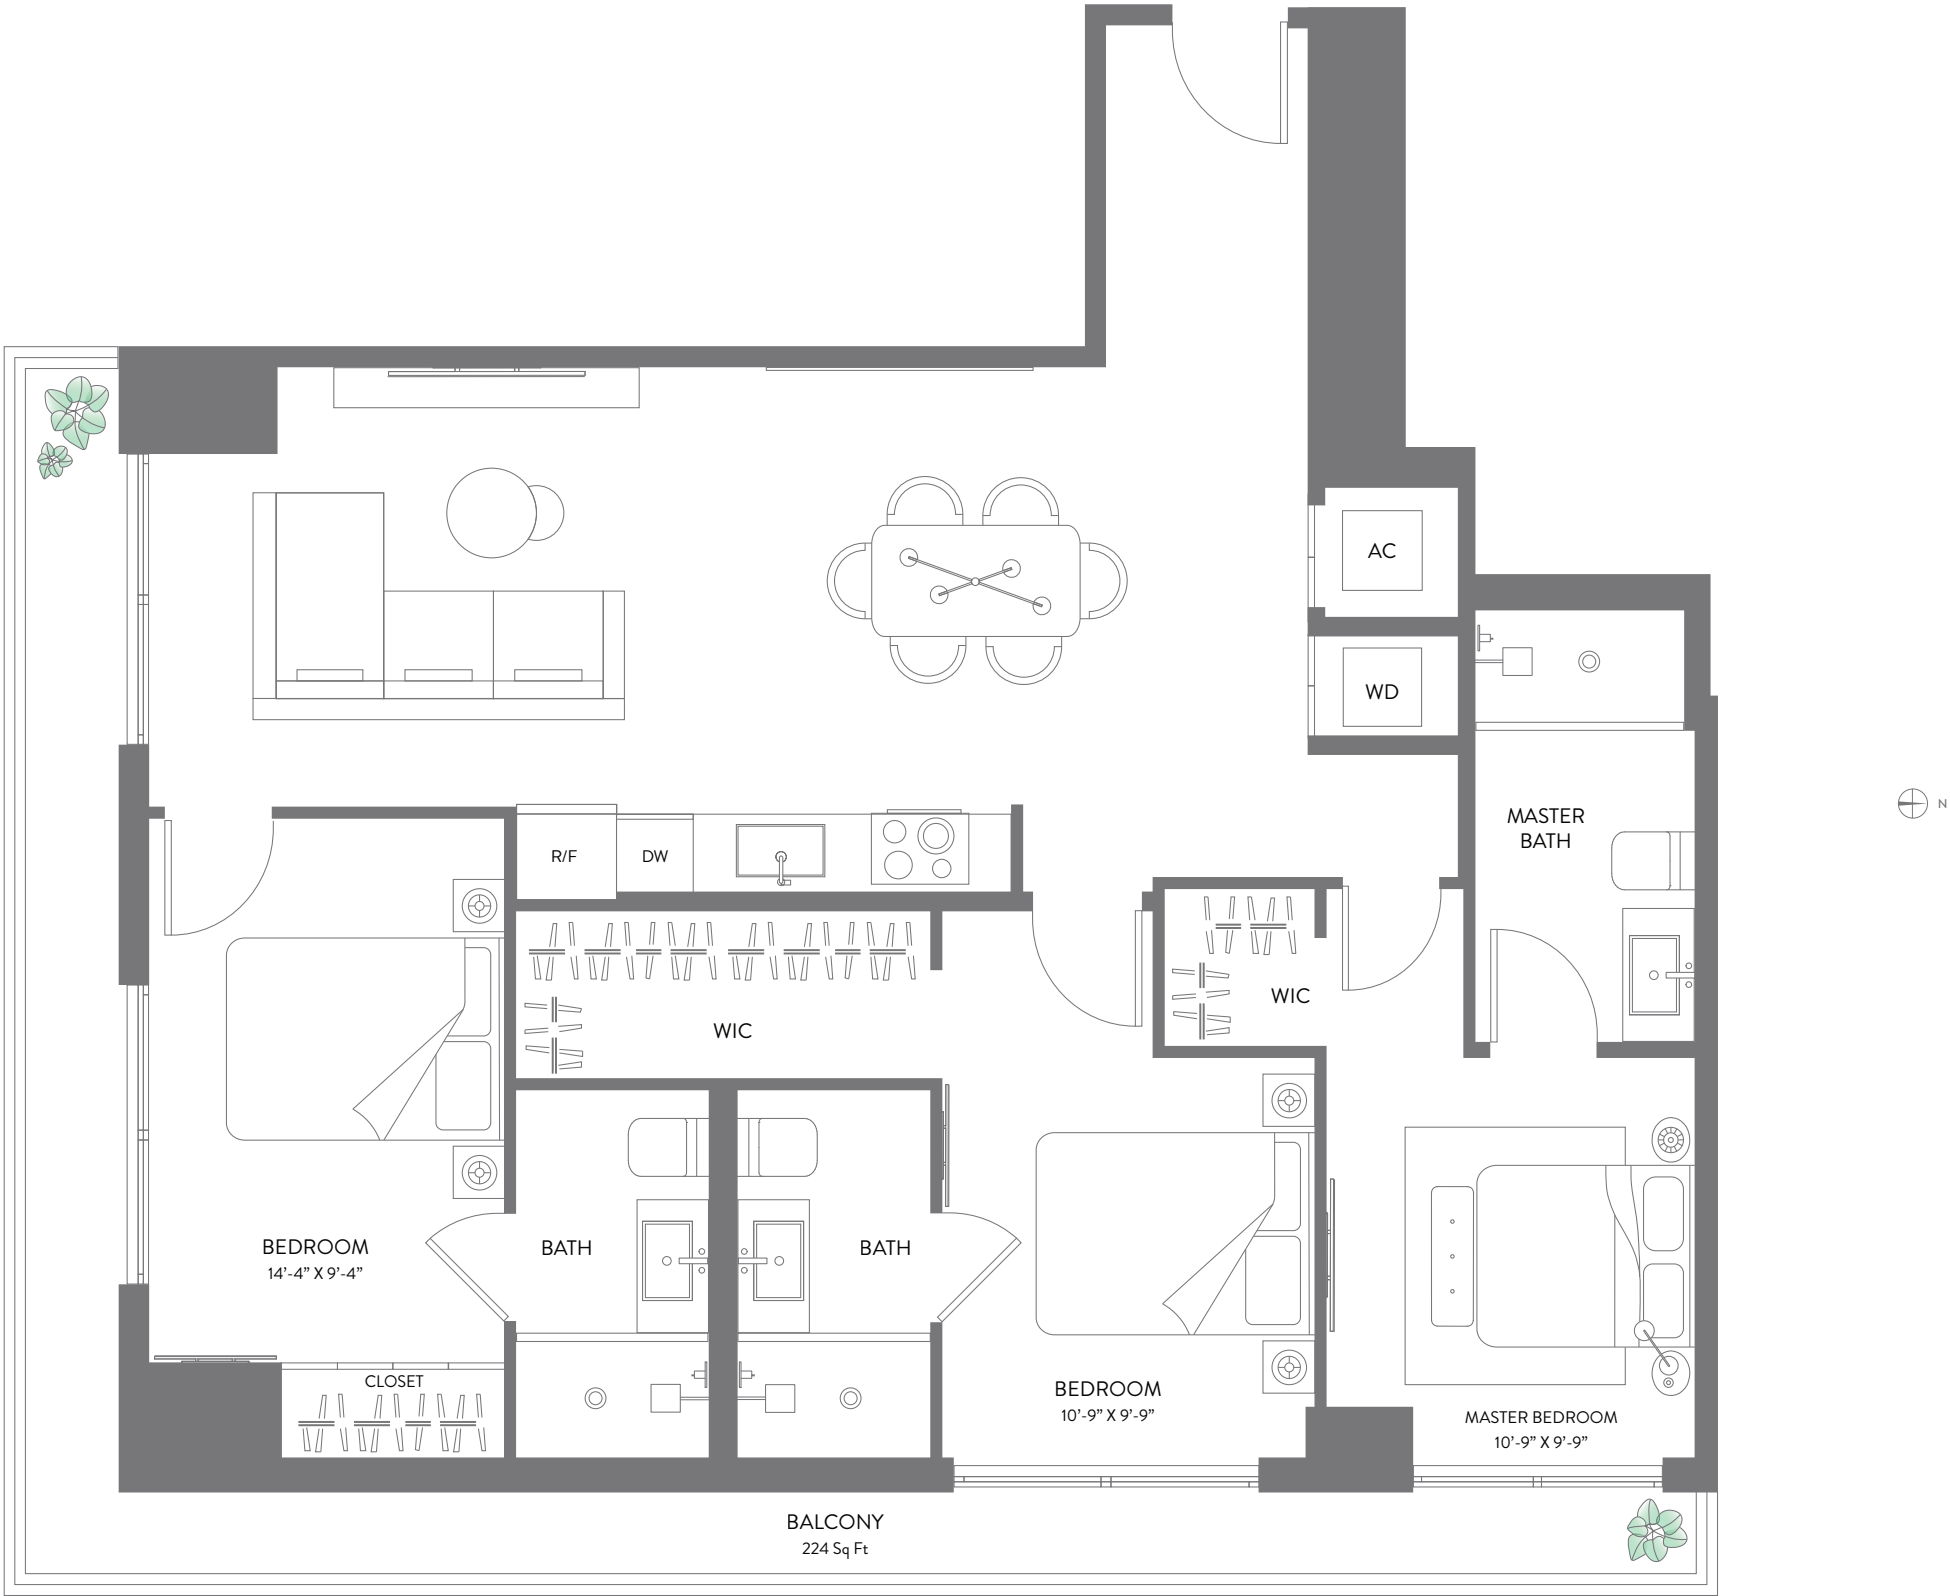 AC
WD
N
MASTER
BATH
R/F
DW
WIC
WIC
BEDROOM
14’-4” X 9’-4”
BATH
BATH
CLOSET
BEDROOM
10’-9” X 9’-9”
MASTER BEDROOM
10’-9” X 9’-9”
BALCONY
224 Sq Ft